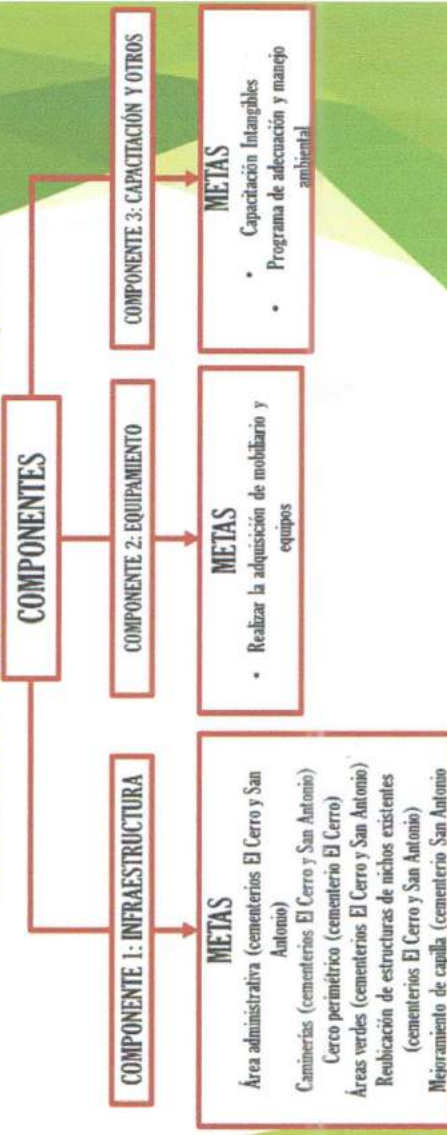 COMPONENTES
COMPONENTE 1: INFRAESTRUCTURA
METAS
Área administrativa (cementerios El Cerro y San
Antonio)
Caminerías (cementerios El Cerro y San Antonio)
Cerco perimétrico (cementerio El Cerro)
Áreas verdes (cementerios El Cerro y San Antonio)
Reubicación de estructuras de nichos existentes
(cementerios El Cerro y San Antonio)
Mejoramiento de capilla (cementerio San Antonio
COMPONENTE 2: EQUIPAMIENTO
METAS
• Realizar la adquisición de mobiliario y
equipos
COMPONENTE 3: CAPACITACIÓN Y OTROS
METAS
• Capacitación Intangibles
• Programa de adecuación y manejo
ambiental